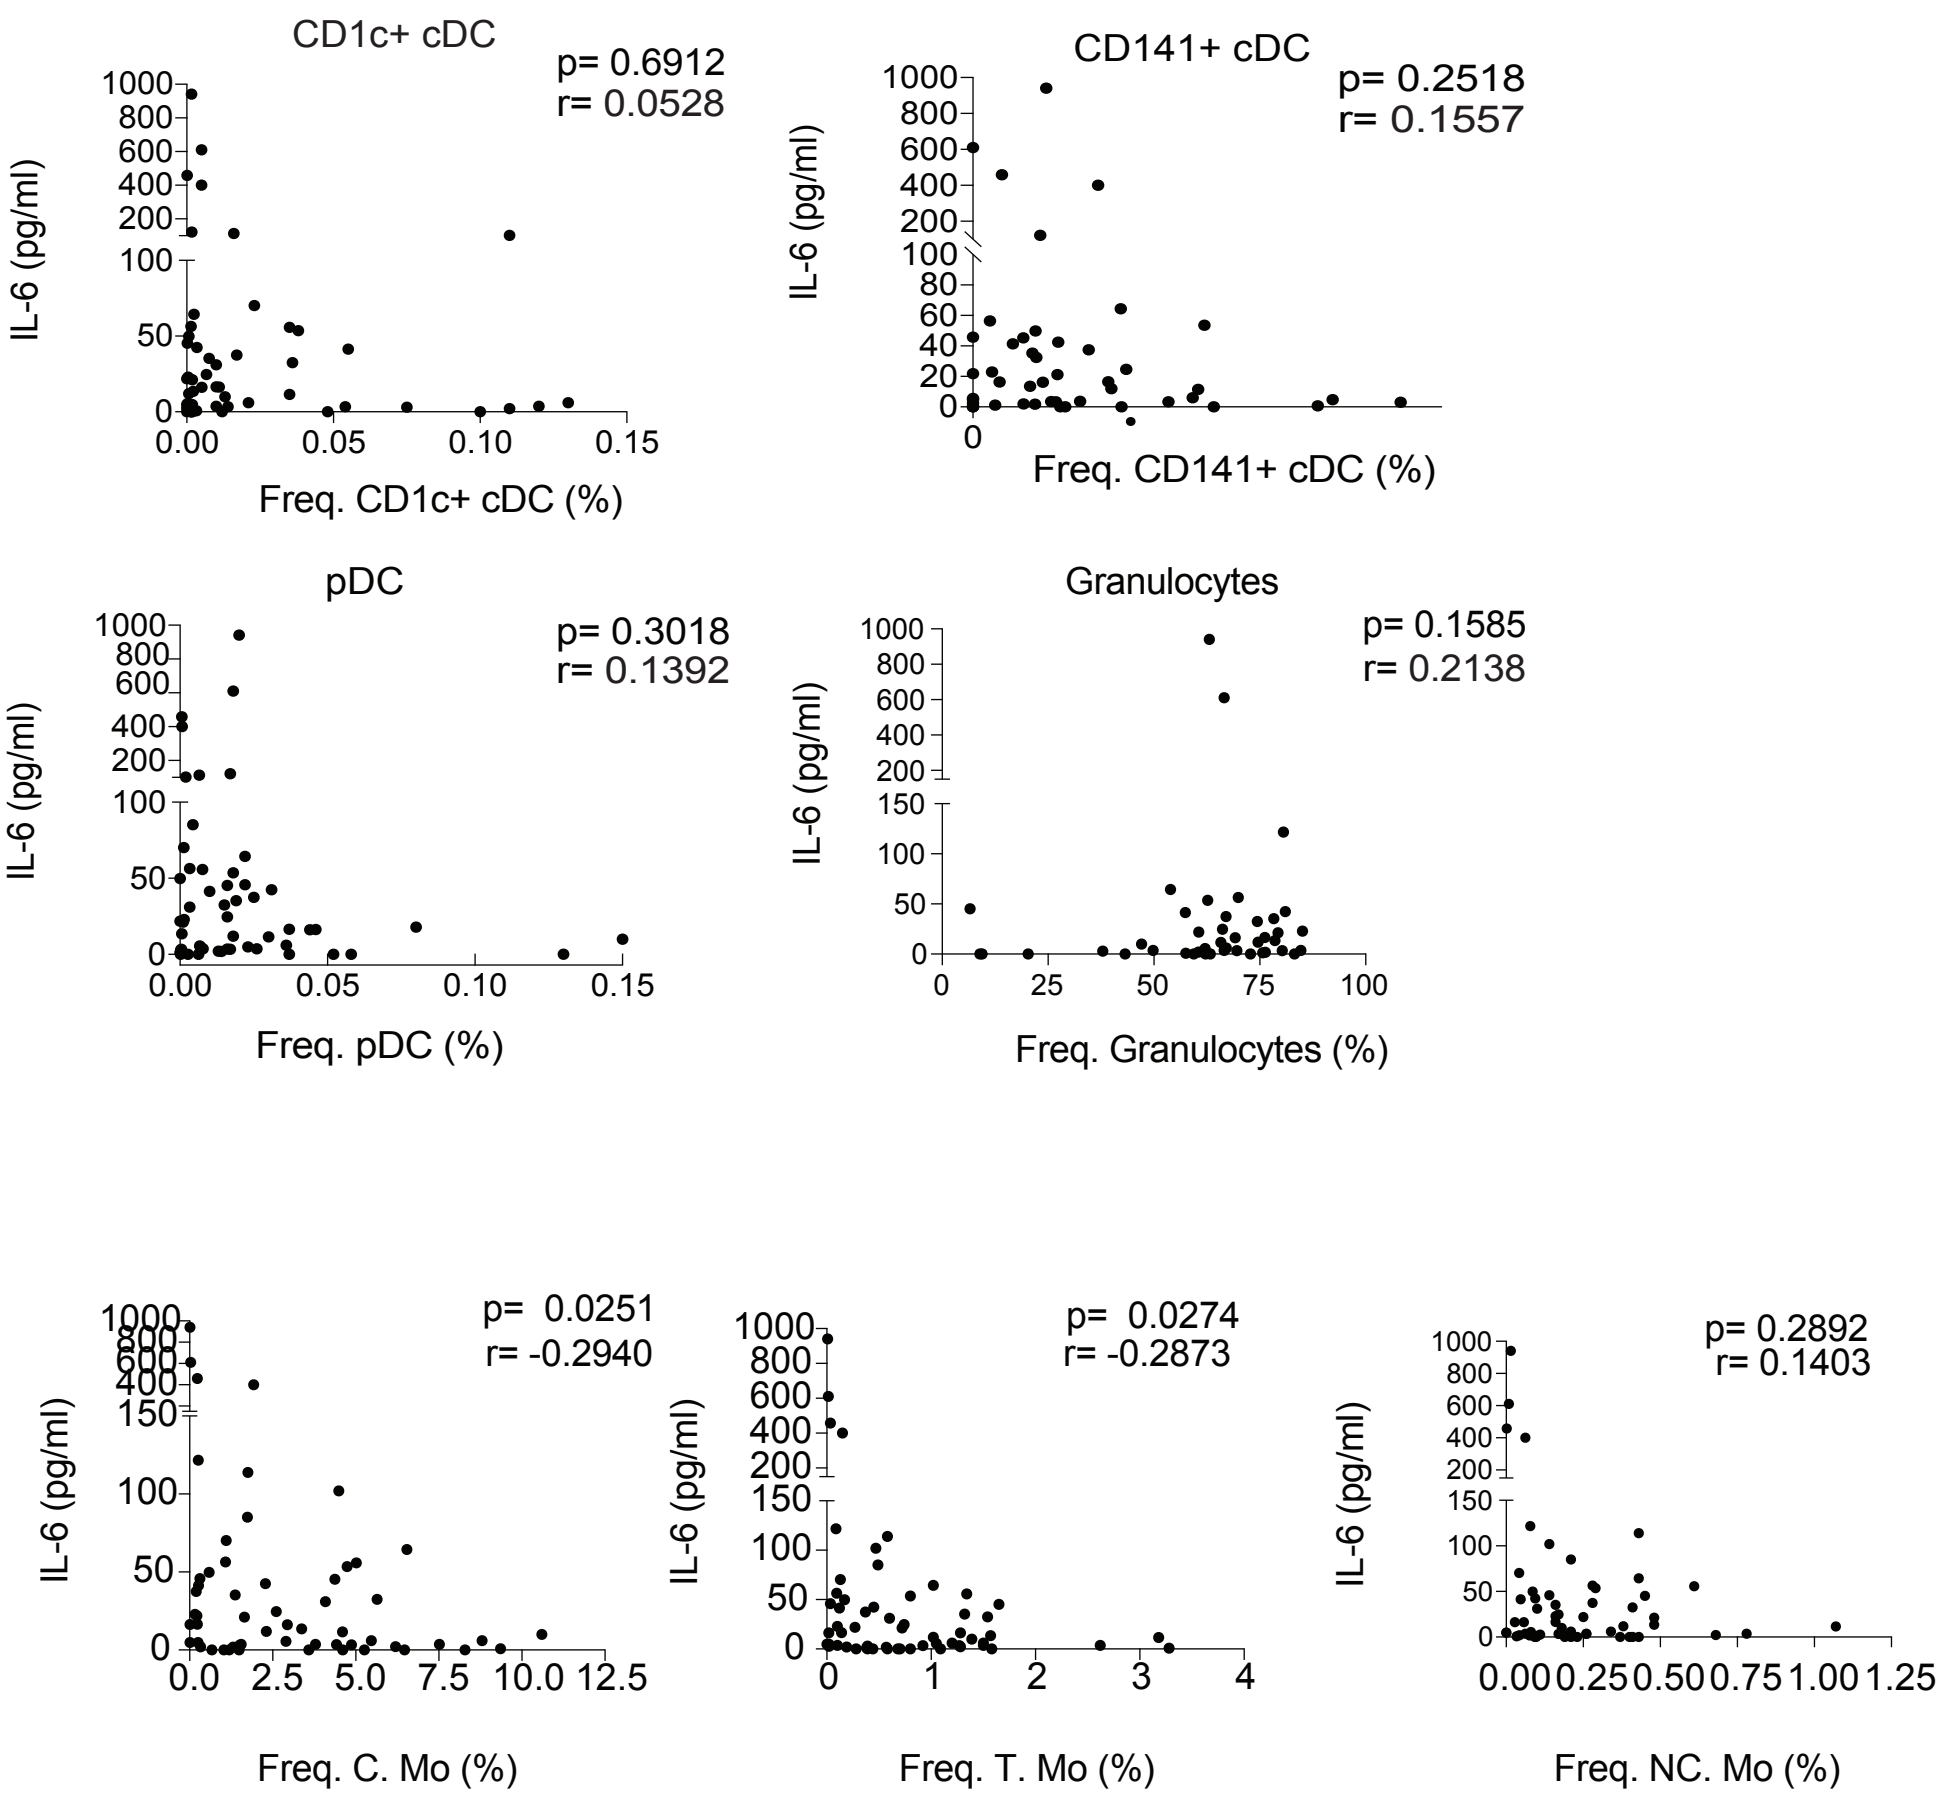 CD1c+ cDC
p= 0.6912
r= 0.0528
1000
800
600
400
200
100
50
0
IL-6 (pg/ml)
0.00 0.05 0.10 0.15
Freq. CD1c+ cDC (%)
CD141+ cDC
p= 0.2518
r= 0.1557
1000
800
600
400
200
100
80
60
40
20
0
IL-6 (pg/ml)
0
Freq. CD141+ cDC (%)
pDC
p= 0.3018
r= 0.1392
1000
800
600
400
200
100
50
0
IL-6 (pg/ml)
0.00 0.05 0.10 0.15
Freq. pDC (%)
Granulocytes
p= 0.1585
r= 0.2138
1000
800
600
400
200
150
100
50
0
IL-6 (pg/ml)
0 25 50 75 100
Freq. Granulocytes (%)
p= 0.0251
r= -0.2940
1000
800
600
400
150
150
100
50
0
IL-6 (pg/ml)
0.0 2.5 5.0 7.5 10.0 12.5
Freq. C. Mo (%)
p= 0.0274
r= -0.2873
1000
800
600
400
200
150
100
50
0
IL-6 (pg/ml)
0 1 2 3 4
Freq. T. Mo (%)
p= 0.2892
r= 0.1403
1000
800
600
400
200
150
100
50
0
IL-6 (pg/ml)
0.00 0.25 0.50 0.75 1.00 1.25
Freq. NC. Mo (%)